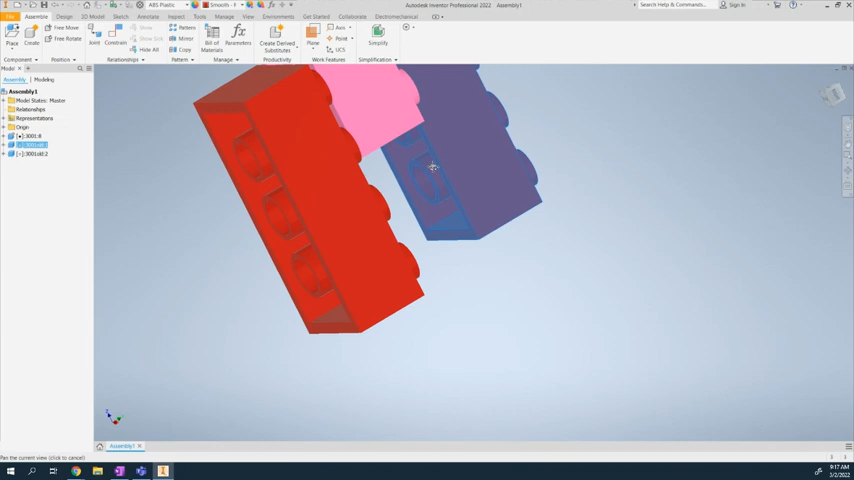 ABS Plastic
Smooth - F
Autodesk Inventor Professional 2022   Assembly1
Search Help & Commands...
Sign In
File Assemble Design 3D Model Sketch Annotate Inspect Tools Manage View Environments Get Started Collaborate Electromechanical
Place
Create
Free Move
Free Rotate
Joint
Constrain
Show
Show Sick
Hide All
Pattern
Mirror
Copy
Bill of
Materials
Parameters
Create Derived
Substitutes
Plane
Axis
Point
UCS
Simplify
Component
Position
Relationships
Pattern
Manage
Productivity
Work features
Simplification
Model
Assembly Modeling
Assembly1
Model States: Master
Relationships
Representations
Origin
Assembly1
Pan the current view (click to cancel)
9:17 AM
3/2/2022